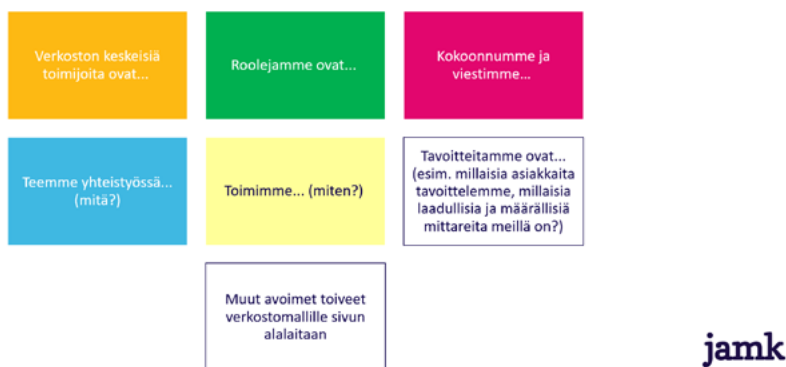 Verkoston keskeisiä
toimijoita ovat...
Roolejamme ovat...
Kokoonnumme ja
viestimme...
Teemme yhteistyössä...
(mitä?)
Toimimme... (miten?)
Tavoitteitamme ovat...
(esim. millaisia asiakkaita
tavoittelemme, millaisia
laadullisia ja määrällisiä
mittareita meillä on?)
Muut avoimet toiveet
verkostomallille sivun
alalaitaan
jamk